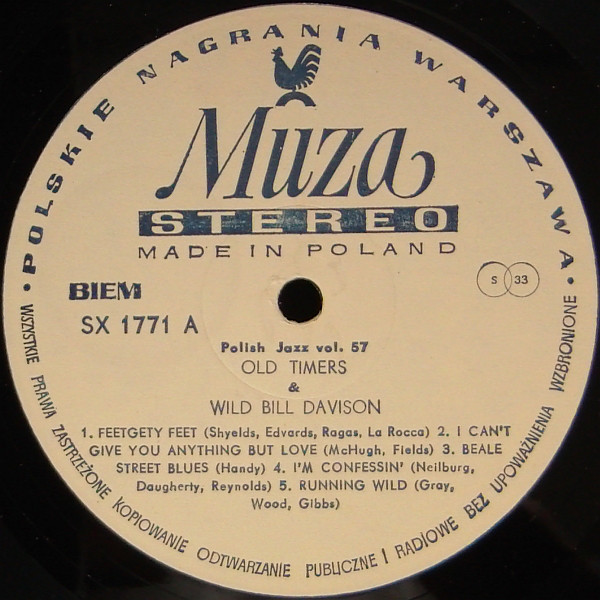 • POLSKIE NAGRANIA WARSZAWA •
Muza
STEREO
MADE IN POLAND
BIEM
S 33
SX 1771 A
Polish Jazz vol. 57
OLD TIMERS
&
WILD BILL DAVISON
1. FEETGETY FEET (Shyelds, Edvards, Ragas, La Rocca) 2. I CAN'T
GIVE YOU ANYTHING BUT LOVE (McHugh, Fields) 3. BEALE
STREET BLUES (Handy) 4. I'M CONFESSIN' (Neilburg,
Daugherty, Reynolds) 5. RUNNING WILD (Gray,
Wood, Gibbs)
WSZYSTKIE PRAWA ZASTRZEŻONE KOPIOWANIE ODTWARZANIE PUBLICZNE I RADIOWE BEZ UPOWAŻNIENIA WZBRONIONE